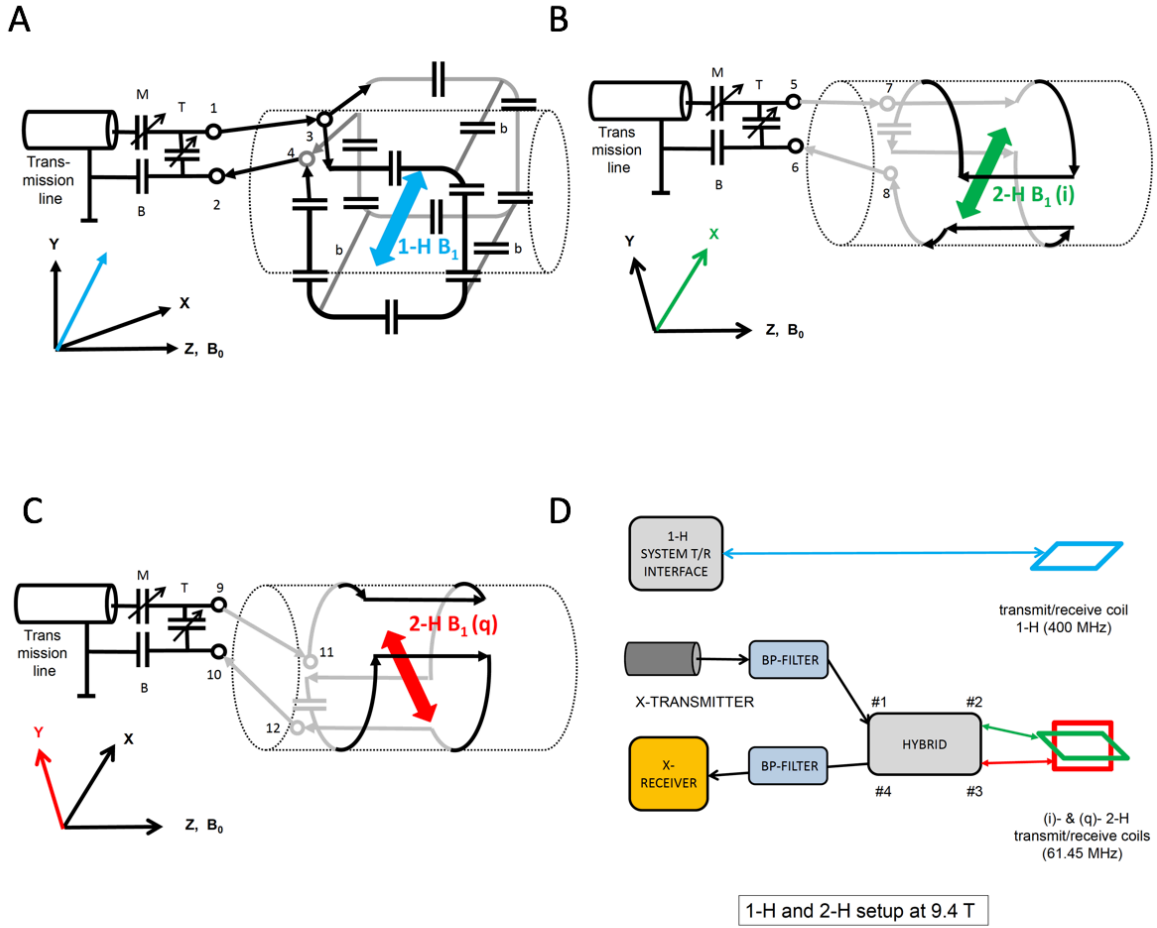 A
M
T
1
3
4
2
b
b
b
Trans-
mission
line
B
1-H B₁
Y
X
Z, B₀
B
M
T
5
7
6
8
Trans
mission
line
B
2-H B₁ (i)
Y
X
Z, B₀
C
M
T
9
11
10
12
Trans
mission
line
B
2-H B₁ (q)
Y
X
Z, B₀
D
1-H
SYSTEM T/R
INTERFACE
transmit/receive coil
1-H (400 MHz)
BP-FILTER
X-TRANSMITTER
#1
#2
HYBRID
X-
RECEIVER
BP-FILTER
#4
#3
(i)- & (q)- 2-H
transmit/receive coils
(61.45 MHz)
1-H and 2-H setup at 9.4 T